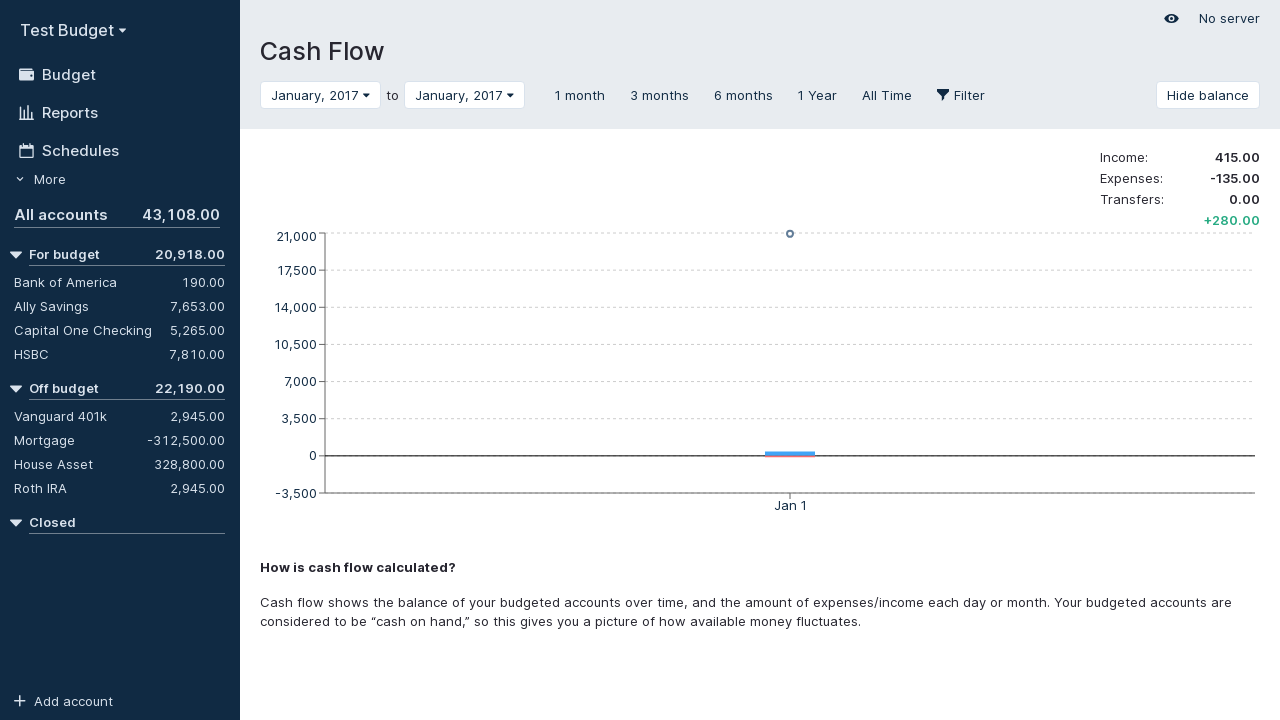 Test Budget
Budget
Reports
Schedules
More
All accounts 43,108.00
For budget 20,918.00
Bank of America 190.00
Ally Savings 7,653.00
Capital One Checking 5,265.00
HSBC 7,810.00
Off budget 22,190.00
Vanguard 401k 2,945.00
Mortgage -312,500.00
House Asset 328,800.00
Roth IRA 2,945.00
Closed
Add account
No server
Cash Flow
January, 2017 to January, 2017 1 month 3 months 6 months 1 Year All Time Filter Hide balance
Income: 415.00
Expenses: -135.00
Transfers: 0.00
+280.00
21,000
17,500
14,000
10,500
7,000
3,500
0
-3,500
Jan 1
How is cash flow calculated?
Cash flow shows the balance of your budgeted accounts over time, and the amount of expenses/income each day or month. Your budgeted accounts are
considered to be “cash on hand,” so this gives you a picture of how available money fluctuates.